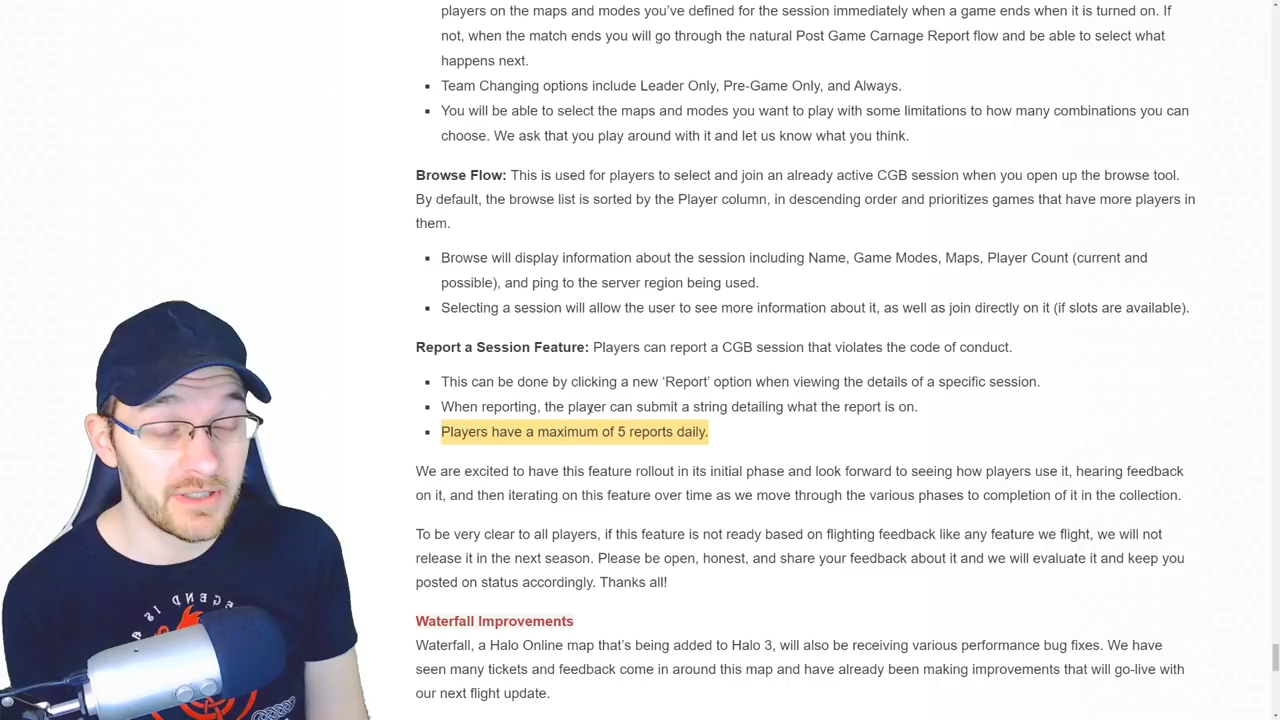 players on the maps and modes you've defined for the session immediately when a game ends when it is turned on. If
not, when the match ends you will go through the natural Post Game Carnage Report flow and be able to select what
happens next.
▪ Team Changing options include Leader Only, Pre-Game Only, and Always.
▪ You will be able to select the maps and modes you want to play with some limitations to how many combinations you can
choose. We ask that you play around with it and let us know what you think.
Browse Flow: This is used for players to select and join an already active CGB session when you open up the browse tool.
By default, the browse list is sorted by the Player column, in descending order and prioritizes games that have more players in
them.
▪ Browse will display information about the session including Name, Game Modes, Maps, Player Count (current and
possible), and ping to the server region being used.
▪ Selecting a session will allow the user to see more information about it, as well as join directly on it (if slots are available).
Report a Session Feature: Players can report a CGB session that violates the code of conduct.
▪ This can be done by clicking a new ‘Report’ option when viewing the details of a specific session.
▪ When reporting, the player can submit a string detailing what the report is on.
▪ Players have a maximum of 5 reports daily.
We are excited to have this feature rollout in its initial phase and look forward to seeing how players use it, hearing feedback
on it, and then iterating on this feature over time as we move through the various phases to completion of it in the collection.
To be very clear to all players, if this feature is not ready based on flighting feedback like any feature we flight, we will not
release it in the next season. Please be open, honest, and share your feedback about it and we will evaluate it and keep you
posted on status accordingly. Thanks all!
Waterfall Improvements
Waterfall, a Halo Online map that's being added to Halo 3, will also be receiving various performance bug fixes. We have
seen many tickets and feedback come in around this map and have already been making improvements that will go-live with
our next flight update.